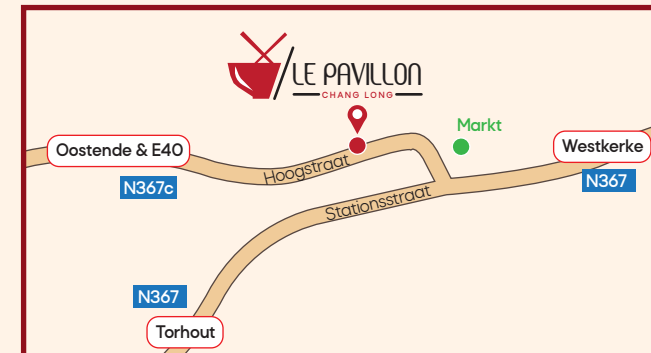 LE PAVILLON
CHANG LONG
Markt
Oostende & E40
Westkerke
Hoogstraat
N367c
N367
Stationsstraat
N367
Torhout